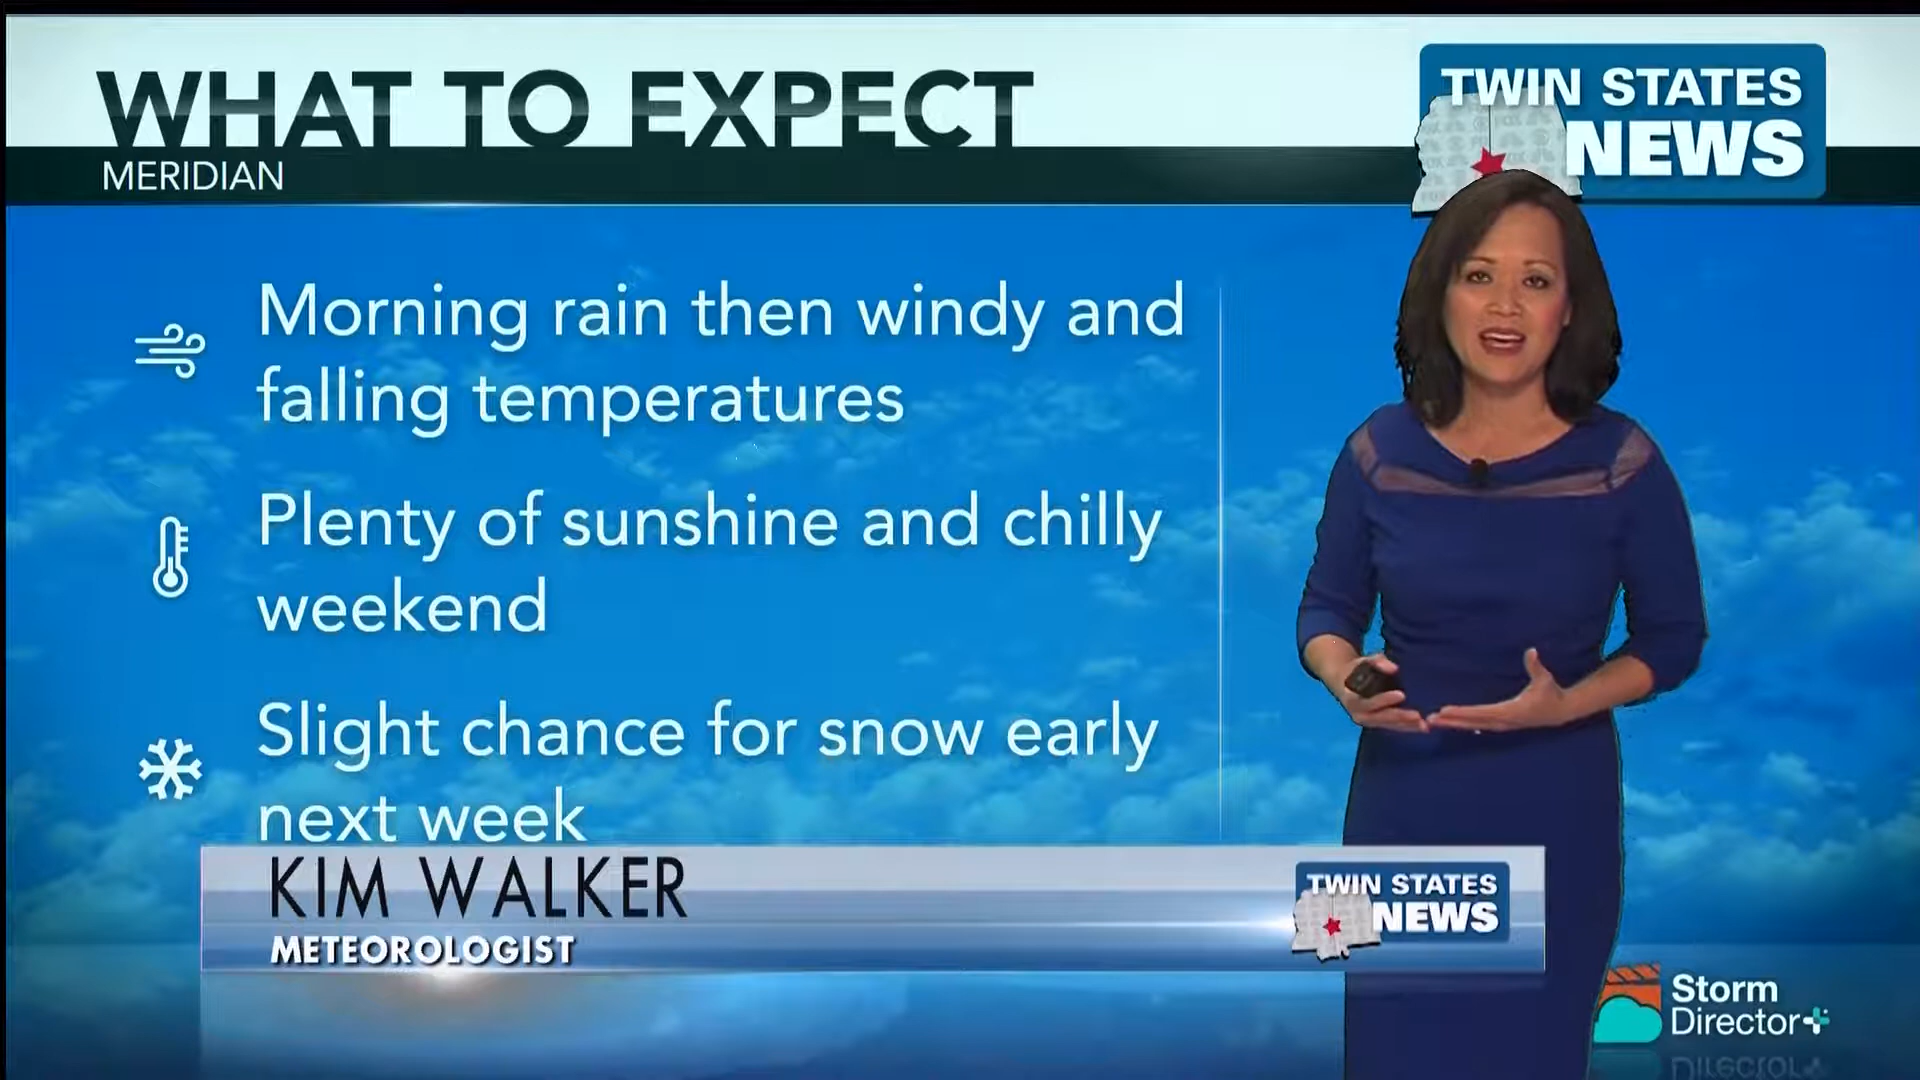 WHAT TO EXPECT
MERIDIAN
TWIN STATES
NEWS
Morning rain then windy and
falling temperatures
Plenty of sunshine and chilly
weekend
Slight chance for snow early
next week
KIM WALKER
METEOROLOGIST
TWIN STATES
NEWS
Storm
Director+